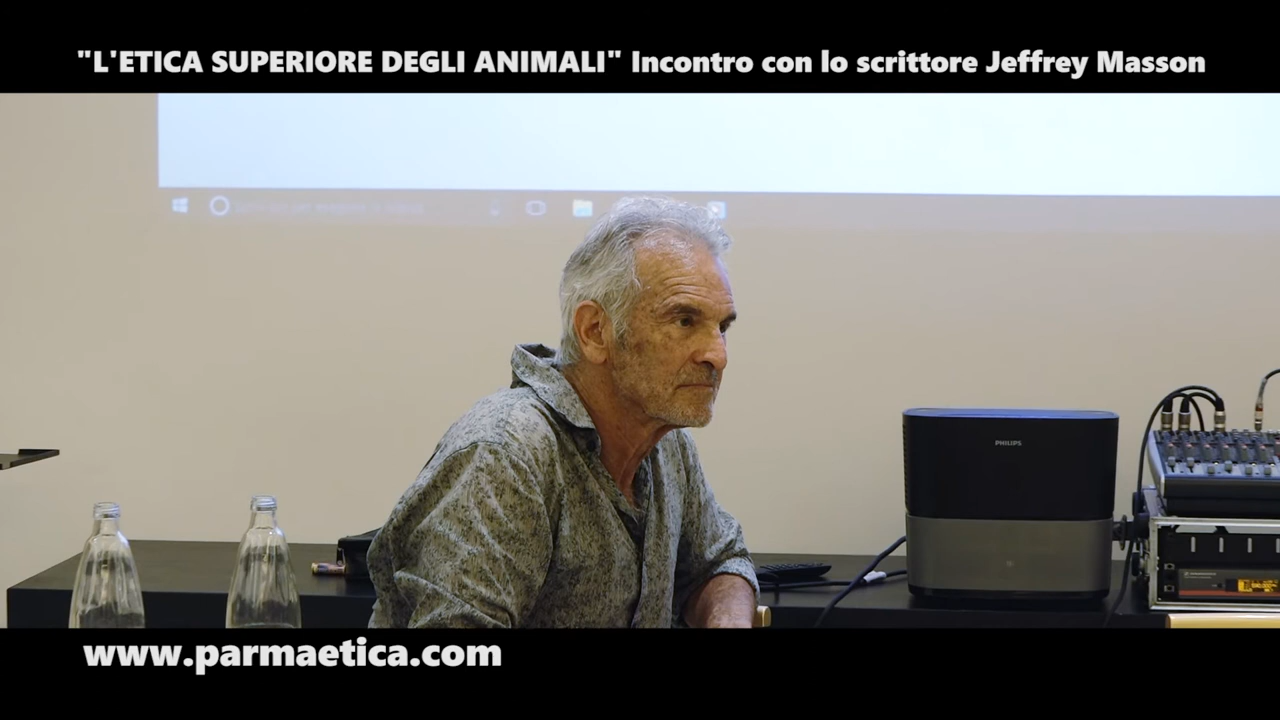 "L'ETICA SUPERIORE DEGLI ANIMALI" Incontro con lo scrittore Jeffrey Masson
PHILIPS
www.parmaetica.com